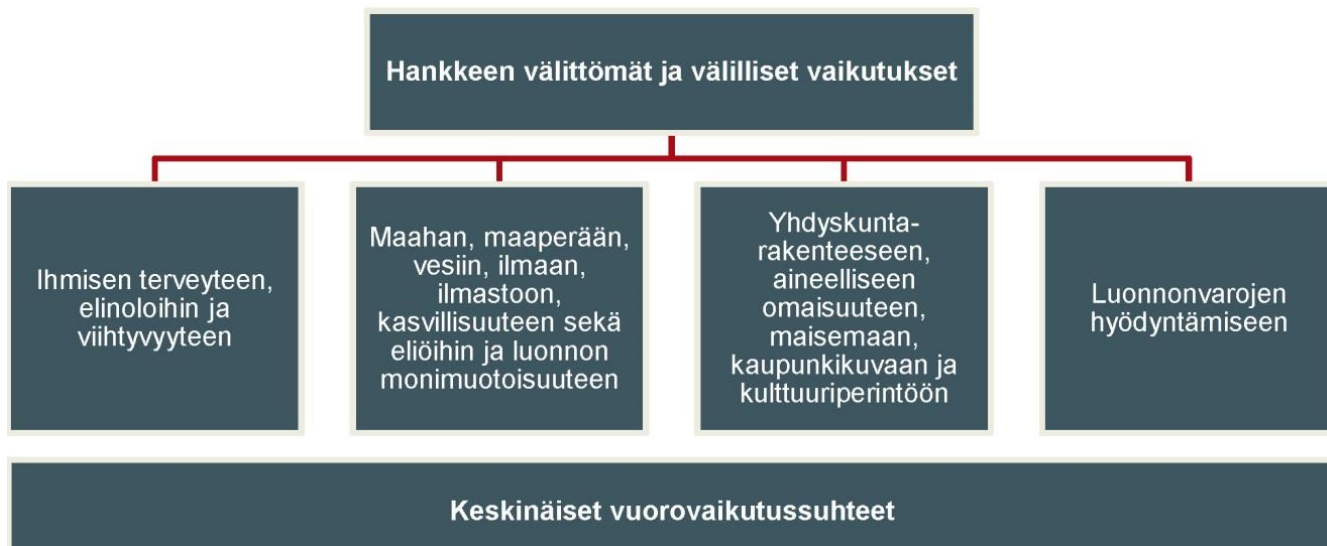 Hankkeen välittömät ja välilliset vaikutukset
Ihmisen terveyteen,
elinoloihin ja
viihtyvyyteen
Maahan, maaperään,
vesiin, ilmaan,
ilmastoon,
kasvillisuuteen sekä
eliöihin ja luonnon
monimuotoisuuteen
Yhdyskunta-
rakenteeseen,
aineelliseen
omaisuuteen,
maisemaan,
kaupunkikuvaan ja
kulttuuriperintöön
Luonnonvarojen
hyödyntämiseen
Keskinäiset vuorovaikutussuhteet